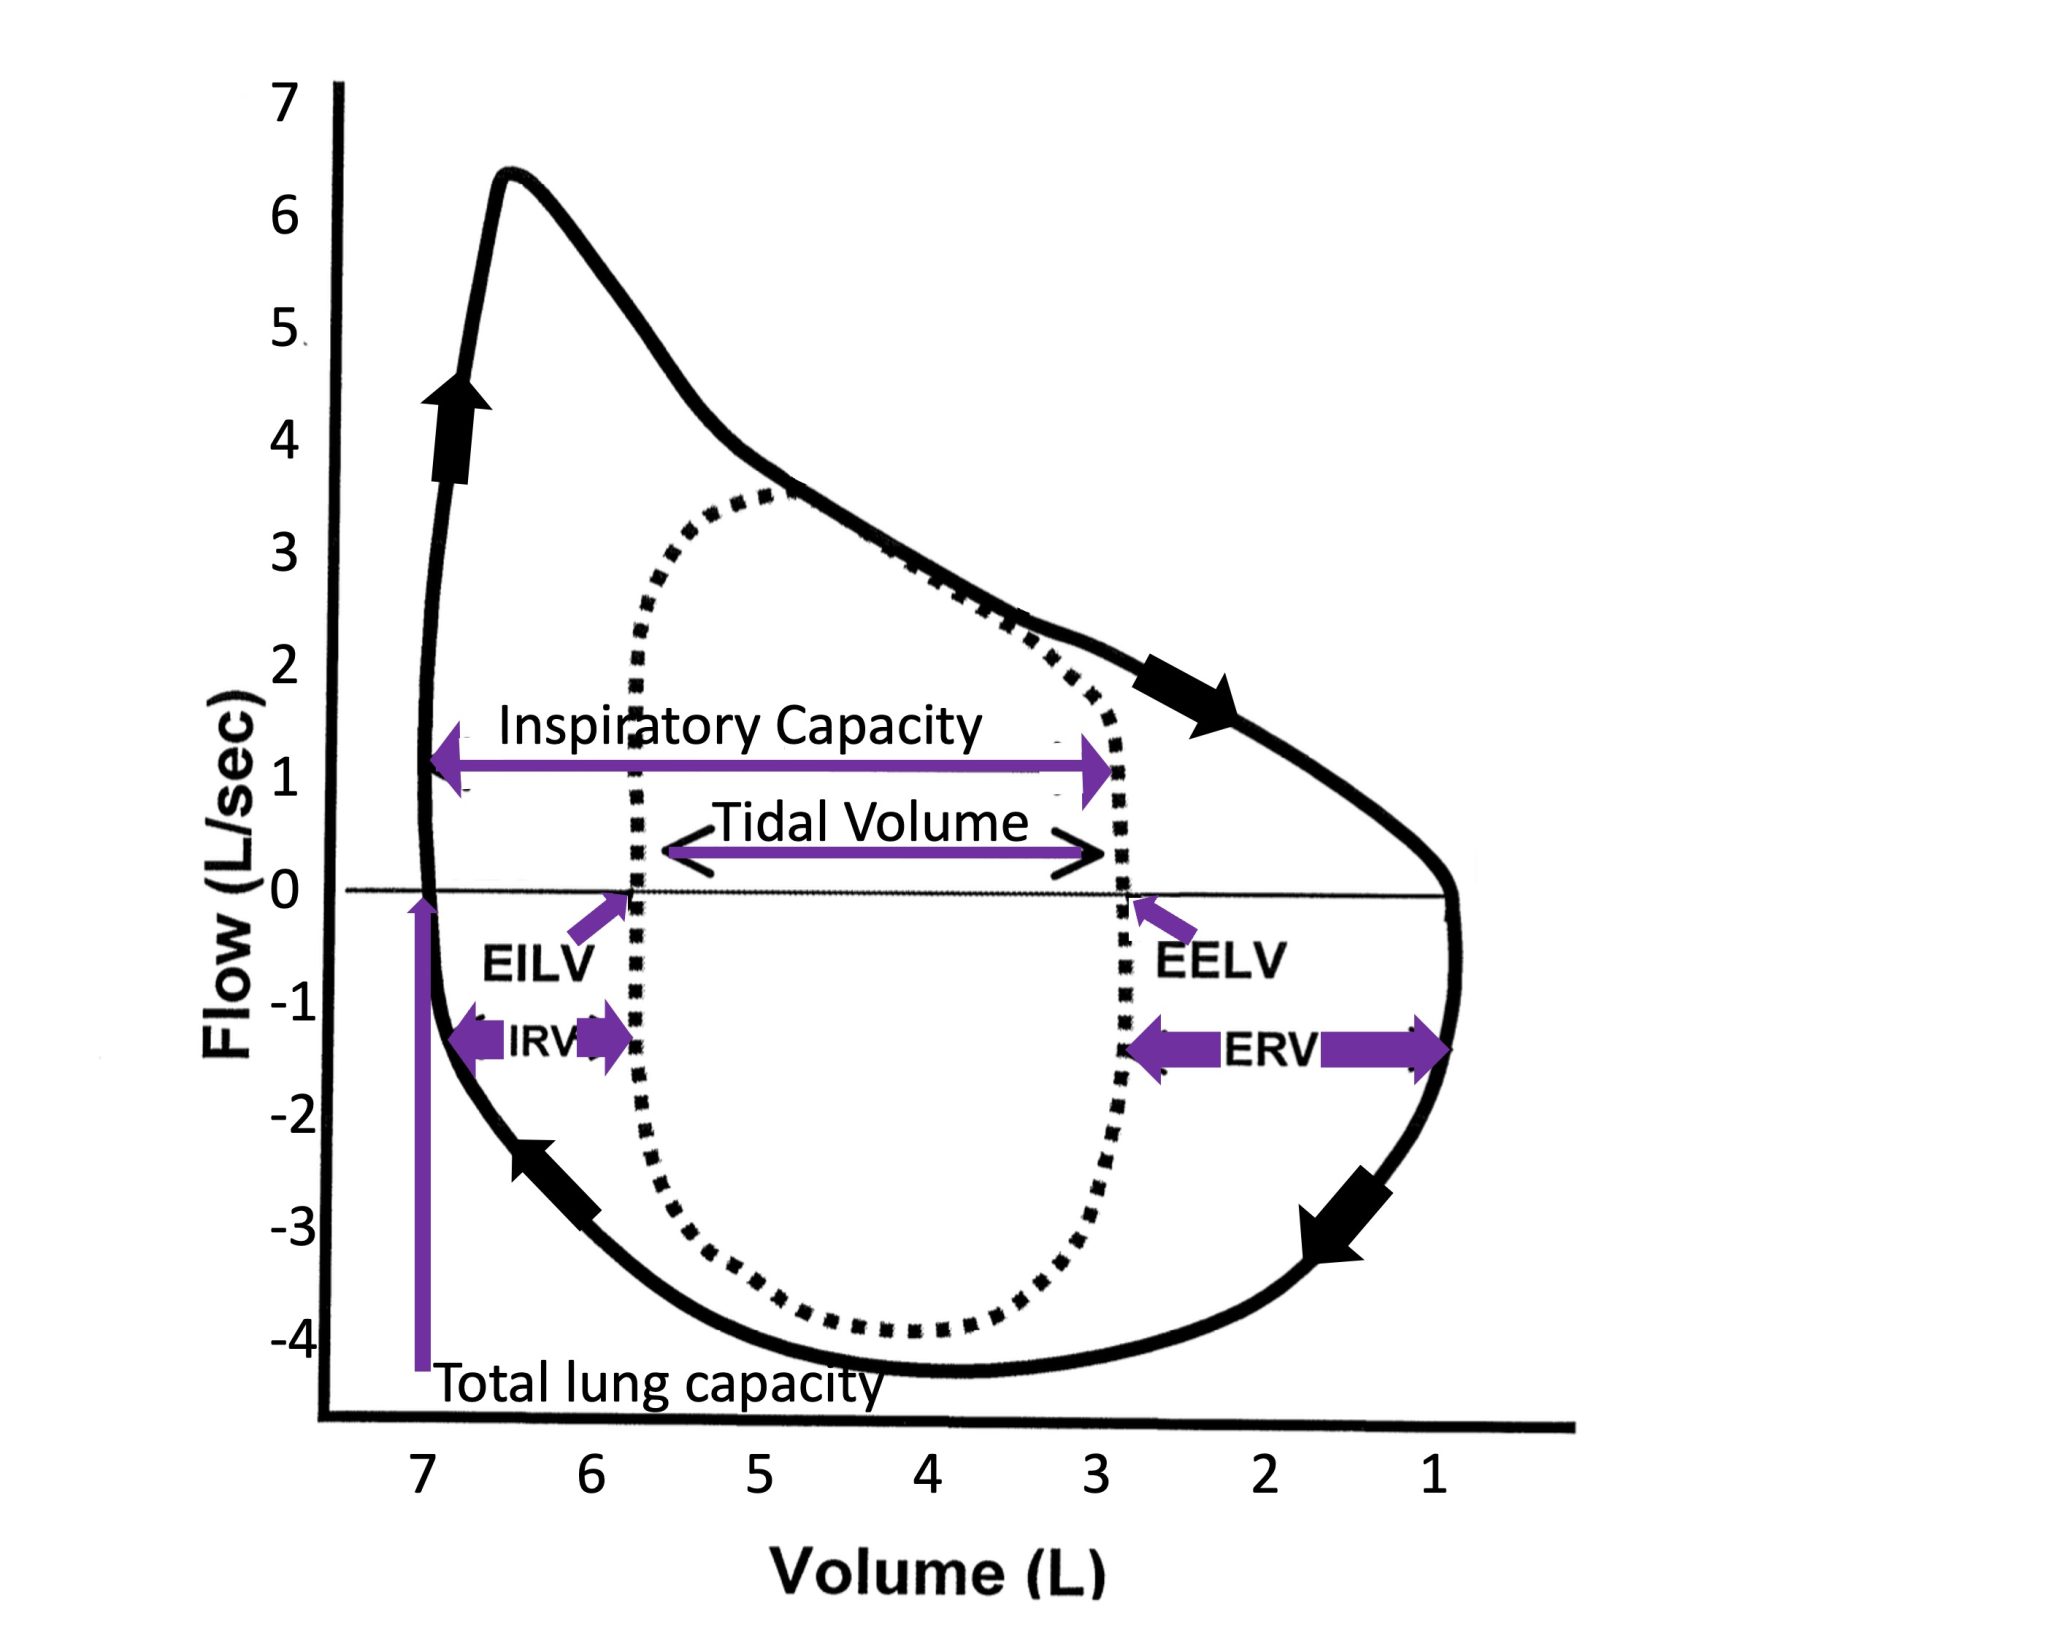 7
6
5
4
3
2
1
0
-1
-2
-3
-4
Flow (L/sec)
Inspiratory Capacity
Tidal Volume
EILV
EELV
IRV
ERV
Total lung capacity
7 6 5 4 3 2 1
Volume (L)